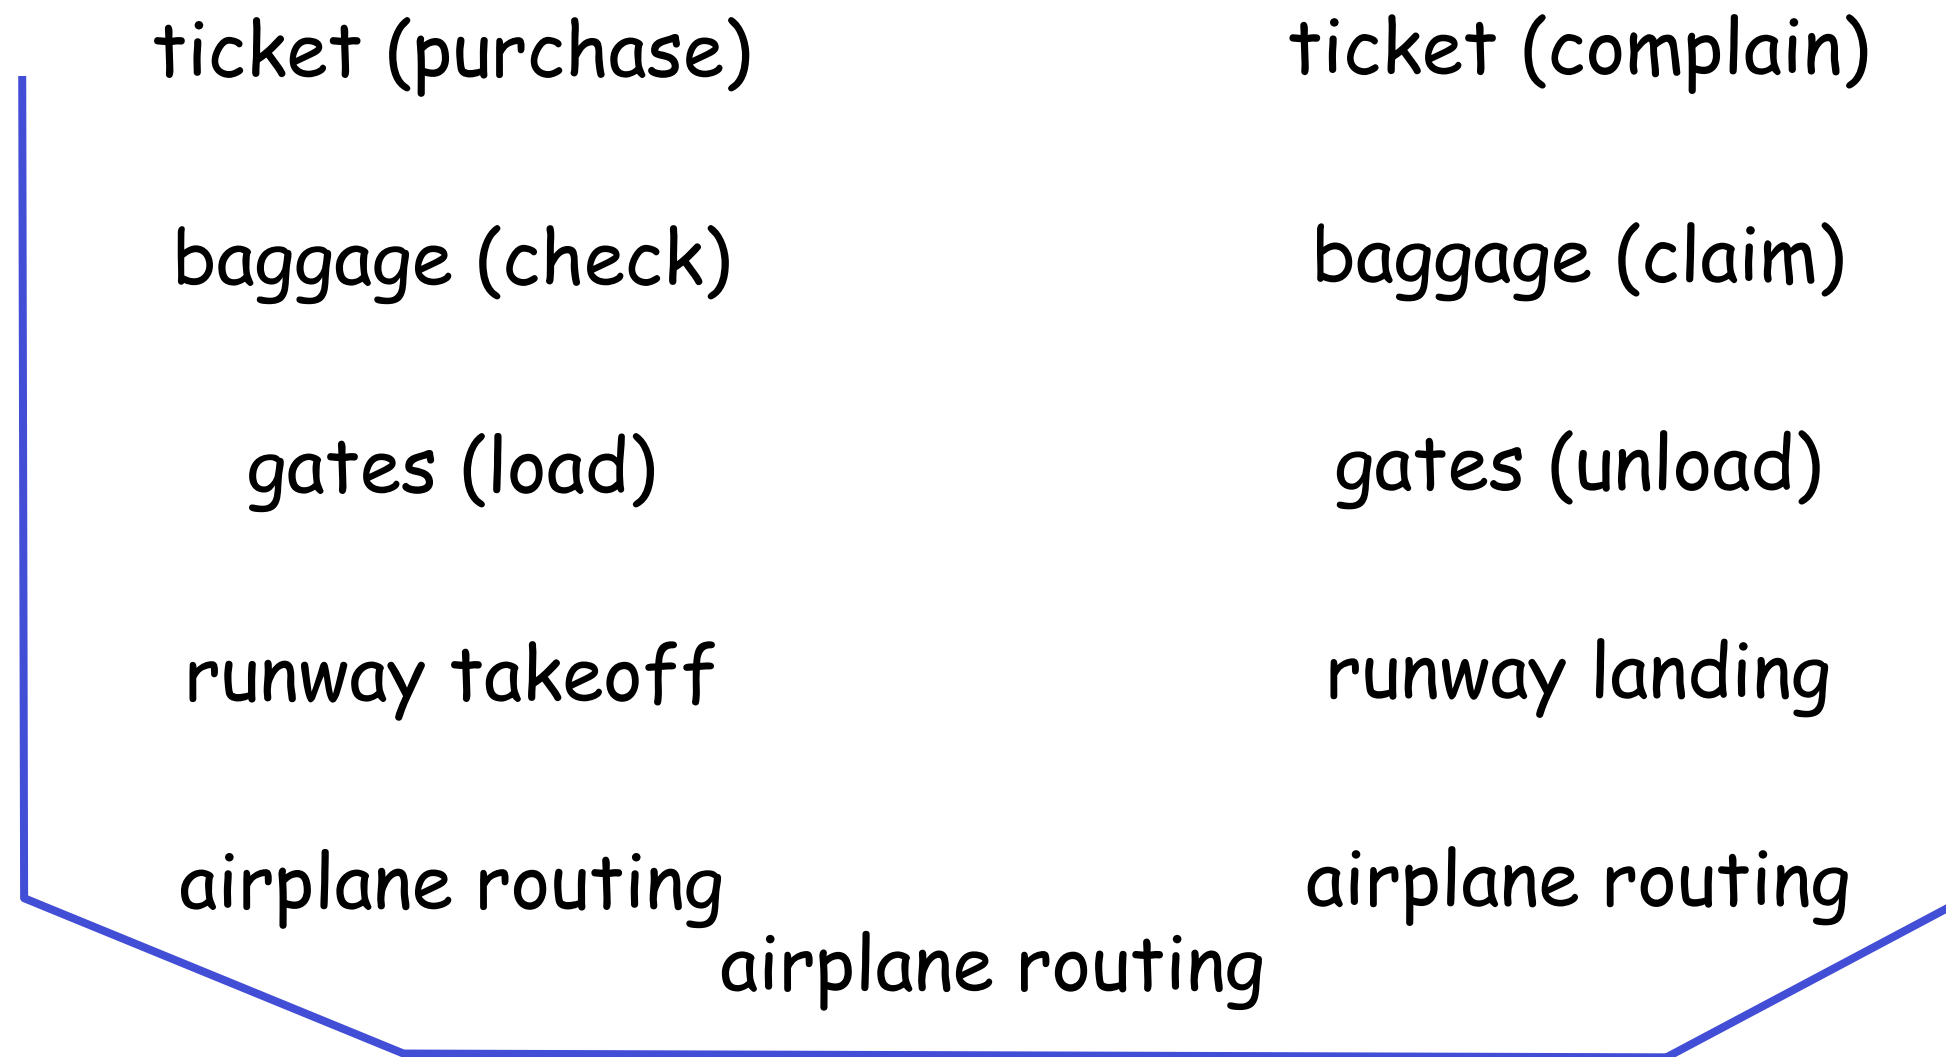 ticket (purchase)
ticket (complain)
baggage (check)
baggage (claim)
gates (load)
gates (unload)
runway takeoff
runway landing
airplane routing
airplane routing
airplane routing